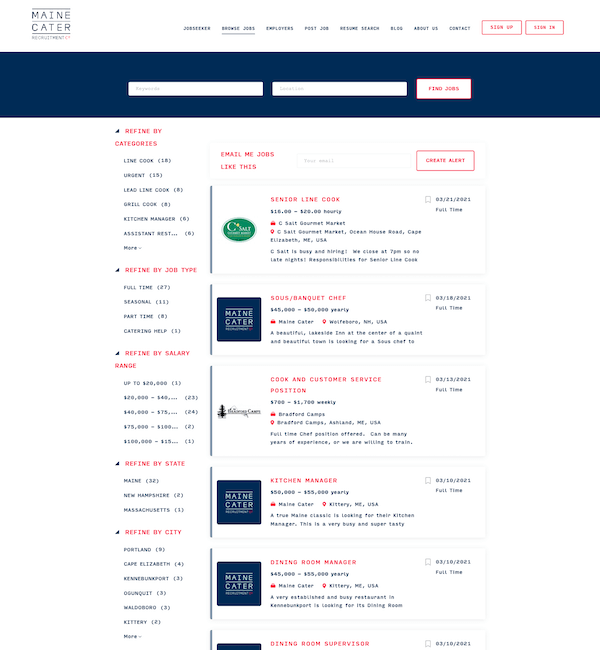 MAINE
CATER
RECRUITMENT
JOBSEEKER BROWSE JOBS EMPLOYERS POST JOB RESUME SEARCH BLOG ABOUT US CONTACT SIGN UP SIGN IN
Keywords Location FIND JOBS
REFINE BY
CATEGORIES
LINE COOK (18)
URGENT (15)
LEAD LINE COOK (8)
GRILL COOK (8)
KITCHEN MANAGER (6)
ASSISTANT REST... (6)
More
REFINE BY JOB TYPE
FULL TIME (27)
SEASONAL (11)
PART TIME (8)
CATERING HELP (1)
REFINE BY SALARY
RANGE
UP TO $20,000 (1)
$20,000 – $40,... (23)
$40,000 – $75,... (24)
$75,000 – $100... (2)
$100,000 – $15... (1)
REFINE BY STATE
MAINE (32)
NEW HAMPSHIRE (2)
MASSACHUSETTS (1)
REFINE BY CITY
PORTLAND (9)
CAPE ELIZABETH (4)
KENNEBUNKPORT (3)
OGUNQUIT (3)
WALDOBORO (3)
KITTERY (2)
More
EMAIL ME JOBS
LIKE THIS
Your email
CREATE ALERT
C Salt
SENIOR LINE COOK
03/21/2021
$16.00 – $20.00 hourly
Full Time
C Salt Gourmet Market
C Salt Gourmet Market, Ocean House Road, Cape
Elizabeth, ME, USA
C Salt is busy and hiring! We close at 7pm so no
late nights! Responsibilities for Senior Line Cook
MAINE
CATER
RECRUITMENT
SOUS/BANQUET CHEF
03/18/2021
$45,000 – $50,000 yearly
Full Time
Maine Cater Wolfeboro, NH, USA
A beautiful, lakeside Inn at the center of a quaint
and beautiful town is looking for a Sous chef to
Bradford Camps
COOK AND CUSTOMER SERVICE
POSITION
03/13/2021
$700 – $1,700 weekly
Full Time
Bradford Camps
Bradford Camps, Ashland, ME, USA
Full time Chef position offered. Can be many
years of experience, or we are willing to train.
MAINE
CATER
RECRUITMENT
KITCHEN MANAGER
03/10/2021
$50,000 – $55,000 yearly
Full Time
Maine Cater Kittery, ME, USA
A true Maine classic is looking for their Kitchen
Manager. This is a very busy and super tasty
MAINE
CATER
RECRUITMENT
DINING ROOM MANAGER
03/10/2021
$45,000 – $55,000 yearly
Full Time
Maine Cater Kittery, ME, USA
A very established and busy restaurant in
Kennebunkport is looking for its Dining Room
MAINE
DINING ROOM SUPERVISOR
03/10/2021